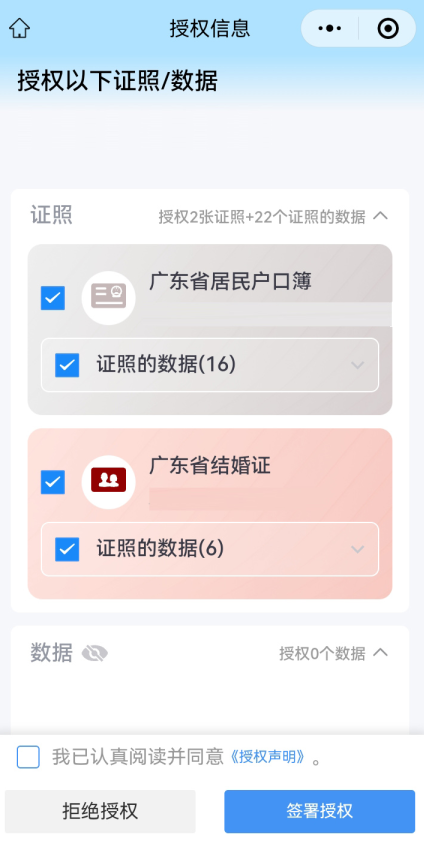 授权信息
授权以下证照/数据
证照
授权2张证照+22个证照的数据
广东省居民户口簿
证照的数据(16)
广东省结婚证
证照的数据(6)
数据
授权0个数据
我已认真阅读并同意《授权声明》。
拒绝授权
签署授权